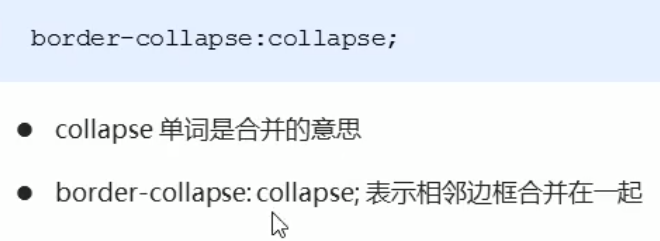 border-collapse:collapse;
● collapse 单词是合并的意思
● border-collapse: collapse; 表示相邻边框合并在一起